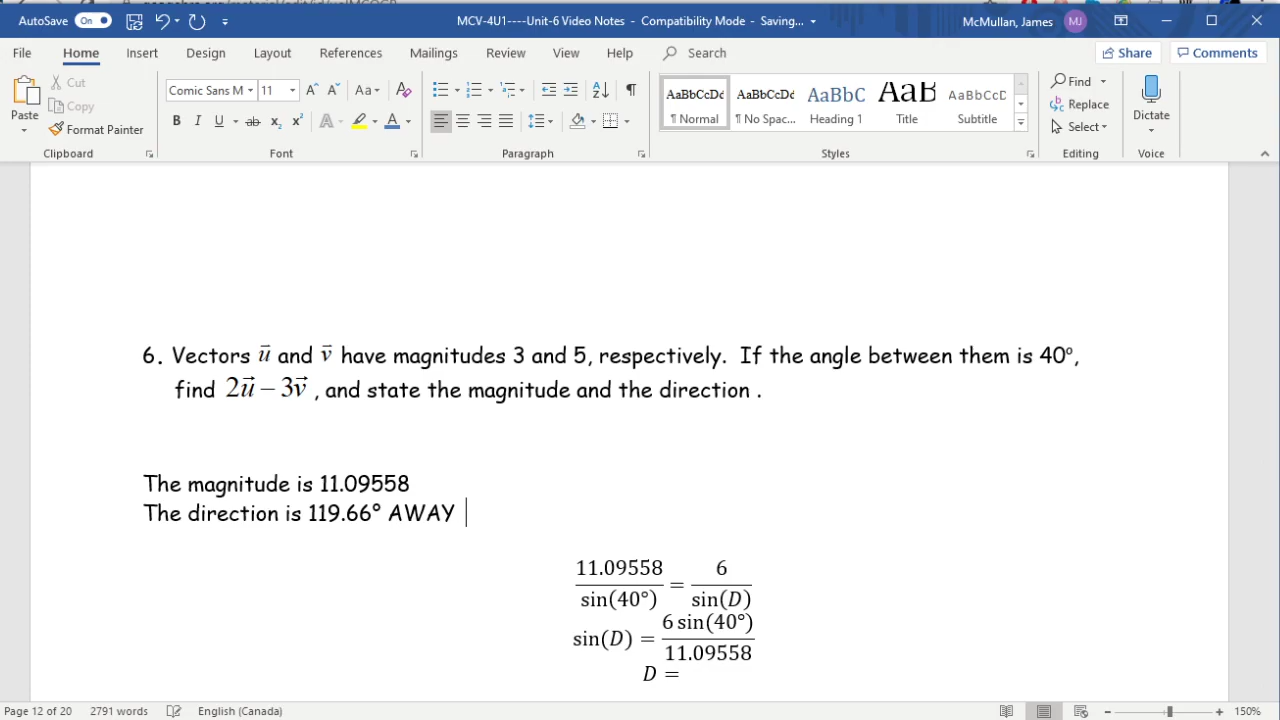 AutoSave On MCV-4U1----Unit-6 Video Notes - Compatibility Mode - Saving... McMullan, James MJ
File Home Insert Design Layout References Mailings Review View Help Search Share Comments
Paste Cut Copy Format Painter Comic Sans M 11 Aa AaBbCcDd ¶ Normal AaBbCcDd ¶ No Spac... AaBbC Heading 1 AaB Title AaBbCcD Subtitle Find Replace Select Dictate
Clipboard Font Paragraph Styles Editing Voice
6. Vectors u⃗ and v⃗ have magnitudes 3 and 5, respectively. If the angle between them is 40°,
find 2u⃗ − 3v⃗ , and state the magnitude and the direction .
The magnitude is 11.09558
The direction is 119.66° AWAY
11.09558/sin(40°) = 6/sin(D)
sin(D) = 6 sin(40°)/11.09558
D =
Page 12 of 20 2791 words English (Canada) 150%